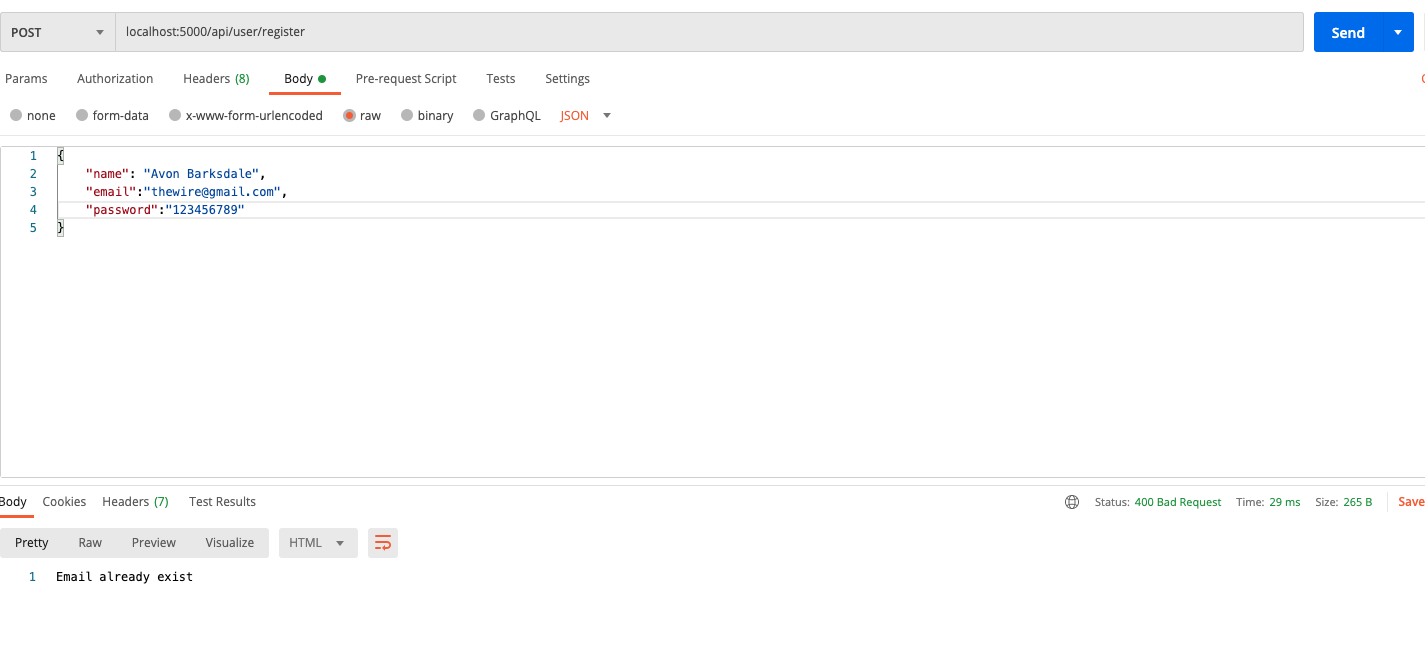 POST localhost:5000/api/user/register Send
Params Authorization Headers (8) Body Pre-request Script Tests Settings
none form-data x-www-form-urlencoded raw binary GraphQL JSON
1 {
2 "name": "Avon Barksdale",
3 "email":"thewire@gmail.com",
4 "password":"123456789"
5 }
Body Cookies Headers (7) Test Results Status: 400 Bad Request Time: 29 ms Size: 265 B Save
Pretty Raw Preview Visualize HTML
1 Email already exist